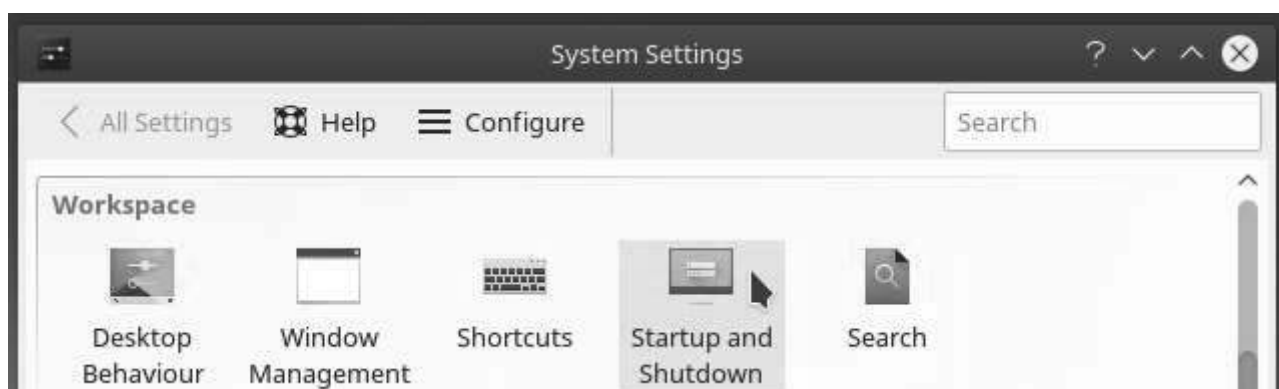 System Settings
All Settings Help Configure Search
Workspace
Desktop Behaviour
Window Management
Shortcuts
Startup and Shutdown
Search